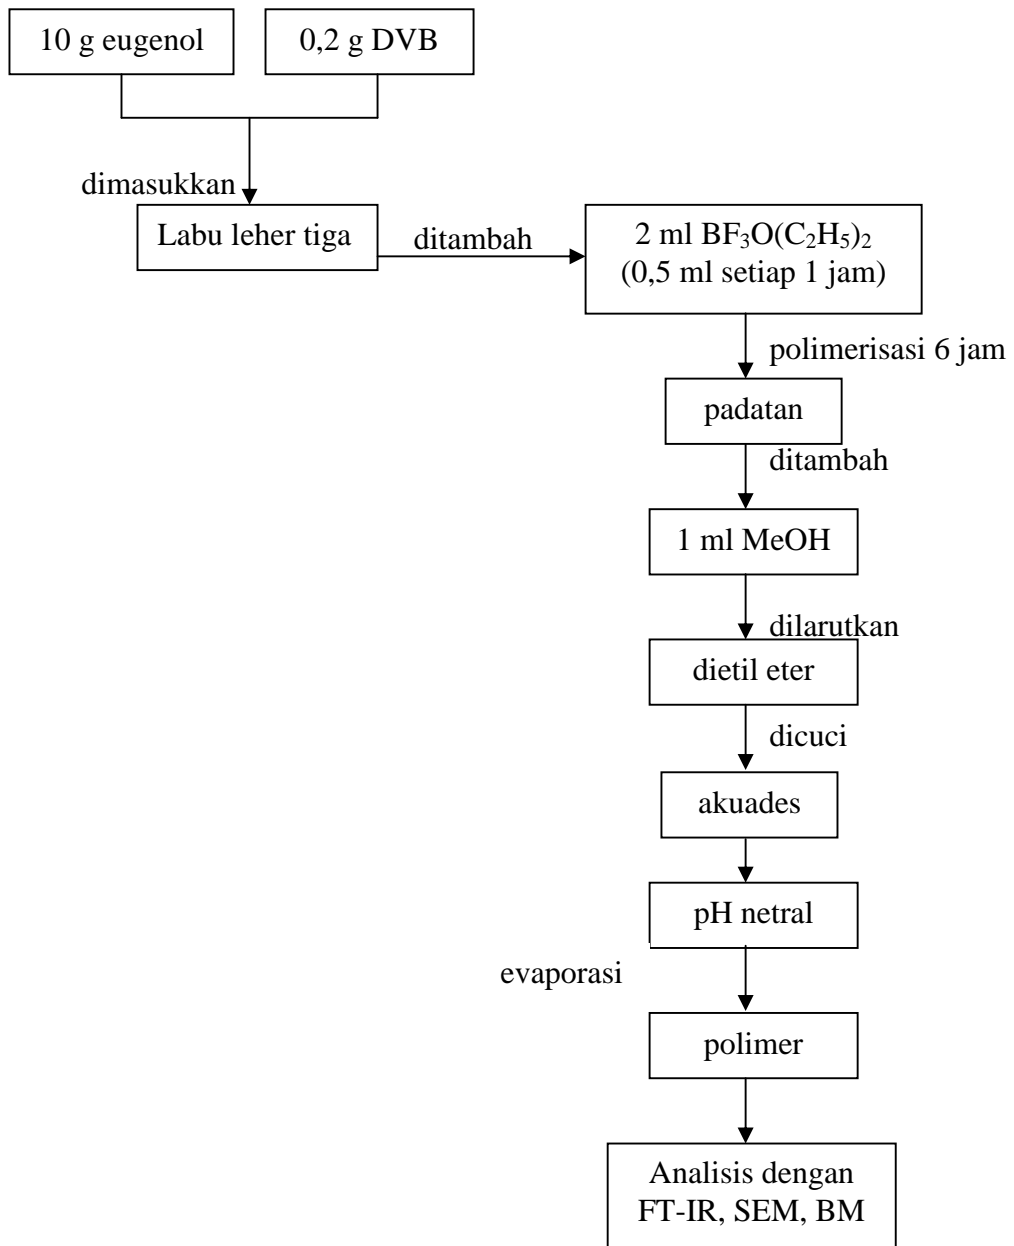 10 g eugenol
0,2 g DVB
dimasukkan
Labu leher tiga
ditambah
2 ml BF₃O(C₂H₅)₂
(0,5 ml setiap 1 jam)
polimerisasi 6 jam
padatan
ditambah
1 ml MeOH
dilarutkan
dietil eter
dicuci
akuades
pH netral
evaporasi
polimer
Analisis dengan
FT-IR, SEM, BM